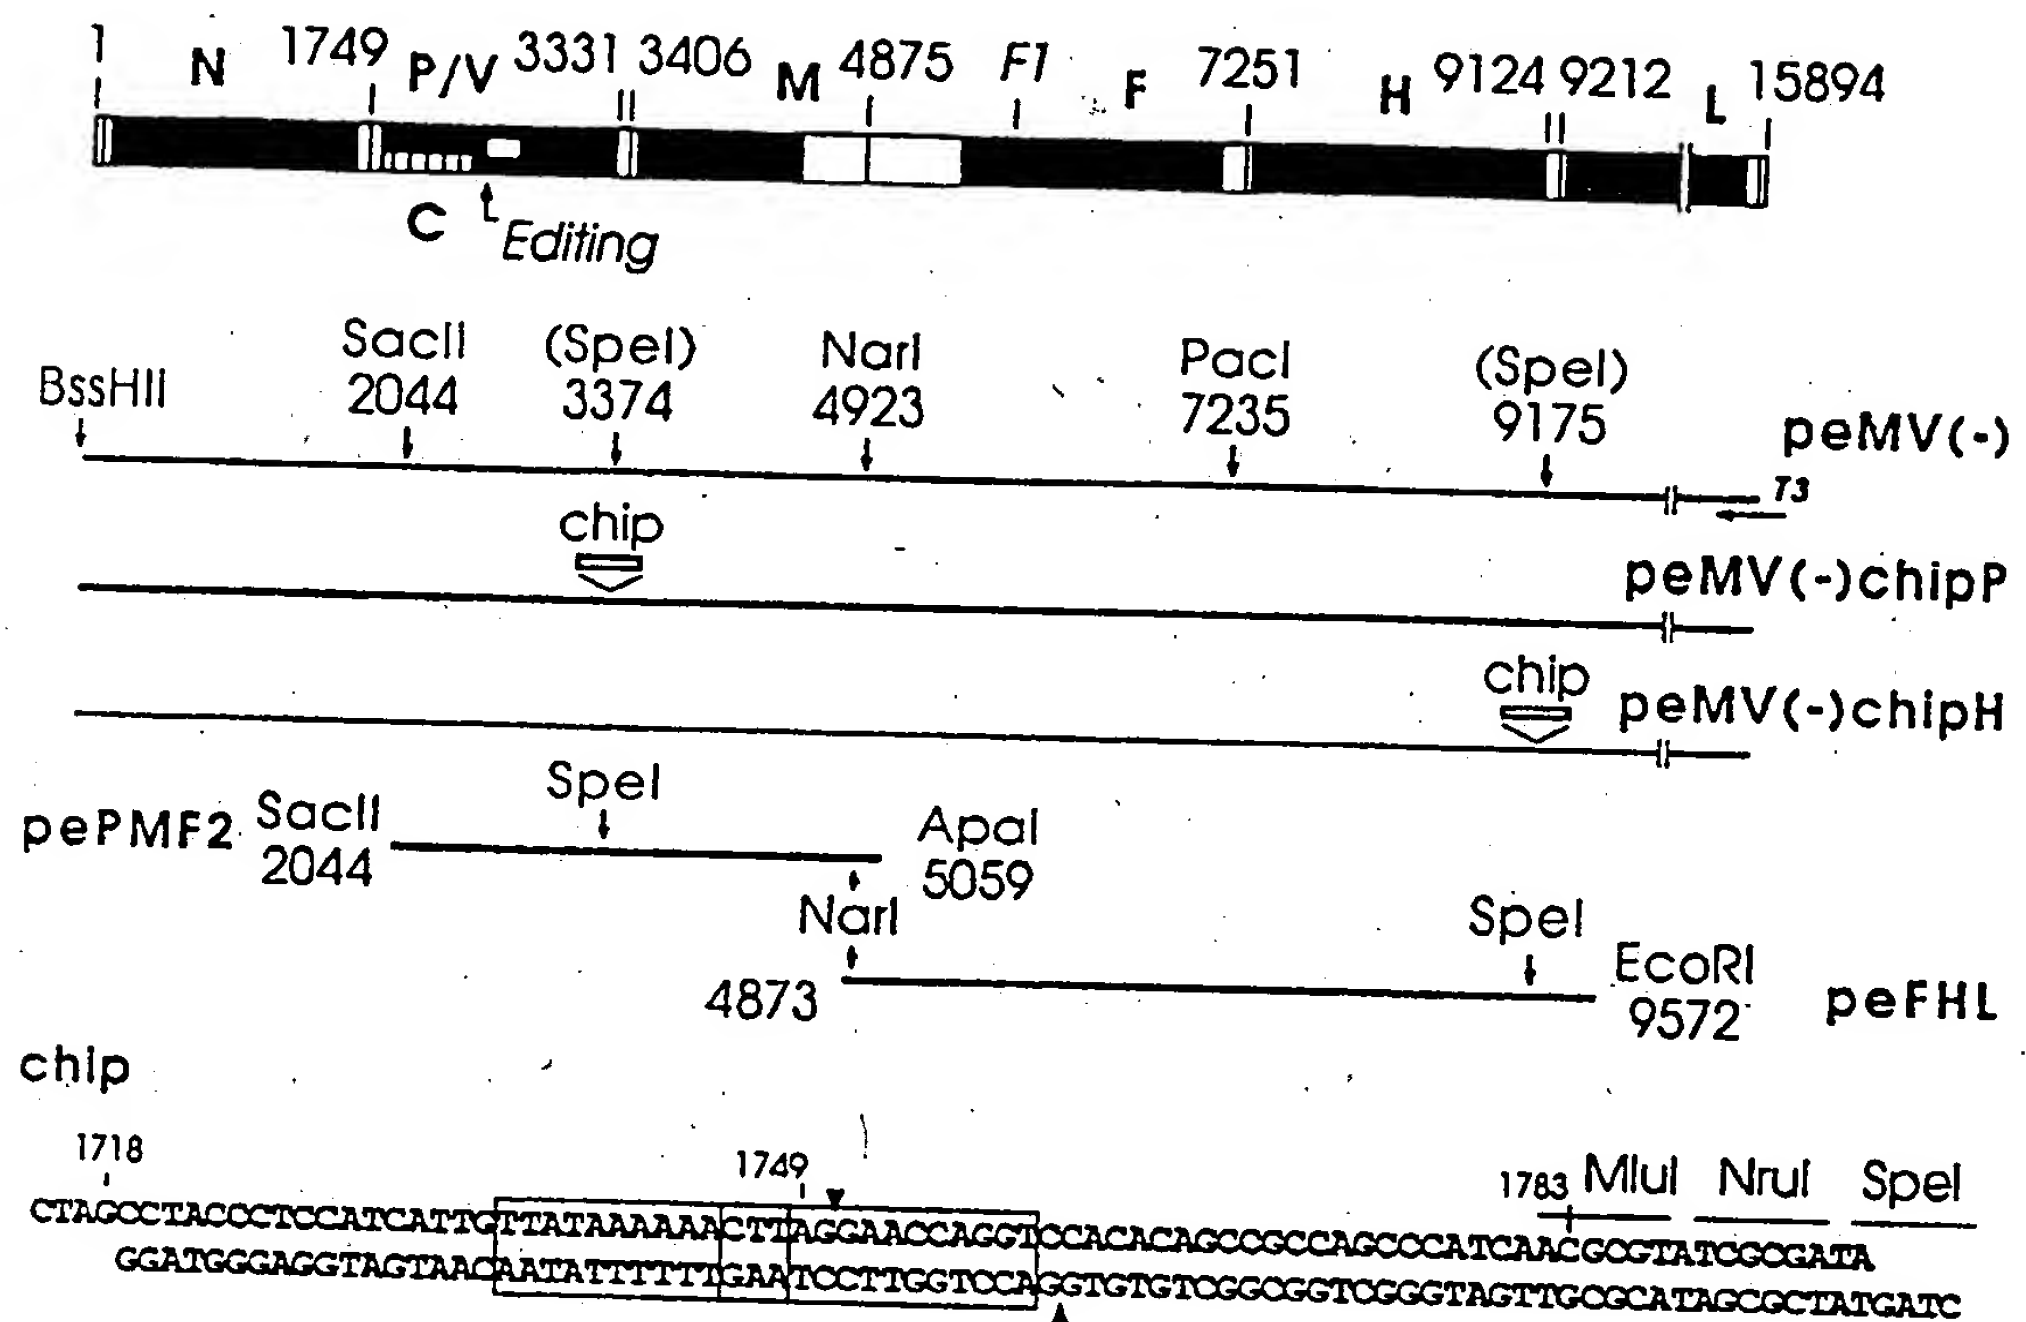 1 N 1749 P/V 3331 3406 M 4875 F1 F 7251 H 9124 9212 L 15894
C Editing
BssHII SacII (SpeI) NarI PacI (SpeI)
2044 3374 4923 7235 9175 peMV(-)
T3
chip
peMV(-)chipP
chip
peMV(-)chipH
SpeI
pePMF2 SacII ApaI
2044 5059
NarI SpeI
EcoRI
4873 9572 peFHL
chip
1718 1749 1783 MluI NruI SpeI
CTAGCCTACCCTCCATCATTGTTATAAAAAACTTAGGAACCAGGTCCACACAGCCGCCAGCCCATCAACGCGTATCGCGATA
GGATGGGAGGTAGTAACAATATTTTTTGAATCCTTGGTCCAGGTGTGTCGGCGGTCGGGTAGTTGCGCATAGCGCTATGATC